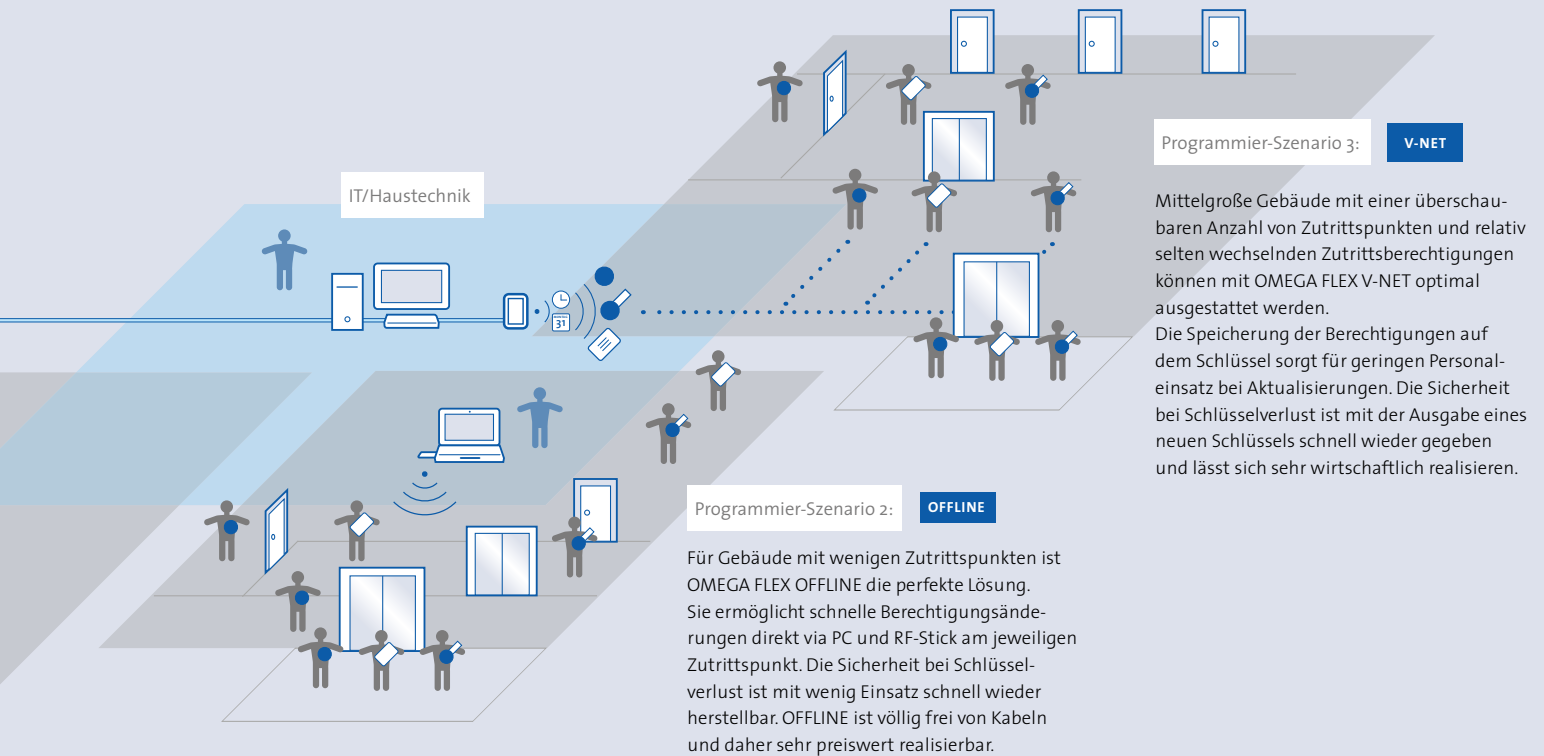 IT/Haustechnik
31
Programmier-Szenario 3:
V-NET
Mittelgroße Gebäude mit einer überschau-
baren Anzahl von Zutrittspunkten und relativ
selten wechselnden Zutrittsberechtigungen
können mit OMEGA FLEX V-NET optimal
ausgestattet werden.
Die Speicherung der Berechtigungen auf
dem Schlüssel sorgt für geringen Personal-
einsatz bei Aktualisierungen. Die Sicherheit
bei Schlüsselverlust ist mit der Ausgabe eines
neuen Schlüssels schnell wieder gegeben
und lässt sich sehr wirtschaftlich realisieren.
Programmier-Szenario 2:
OFFLINE
Für Gebäude mit wenigen Zutrittspunkten ist
OMEGA FLEX OFFLINE die perfekte Lösung.
Sie ermöglicht schnelle Berechtigungsände-
rungen direkt via PC und RF-Stick am jeweiligen
Zutrittspunkt. Die Sicherheit bei Schlüssel-
verlust ist mit wenig Einsatz schnell wieder
herstellbar. OFFLINE ist völlig frei von Kabeln
und daher sehr preiswert realisierbar.